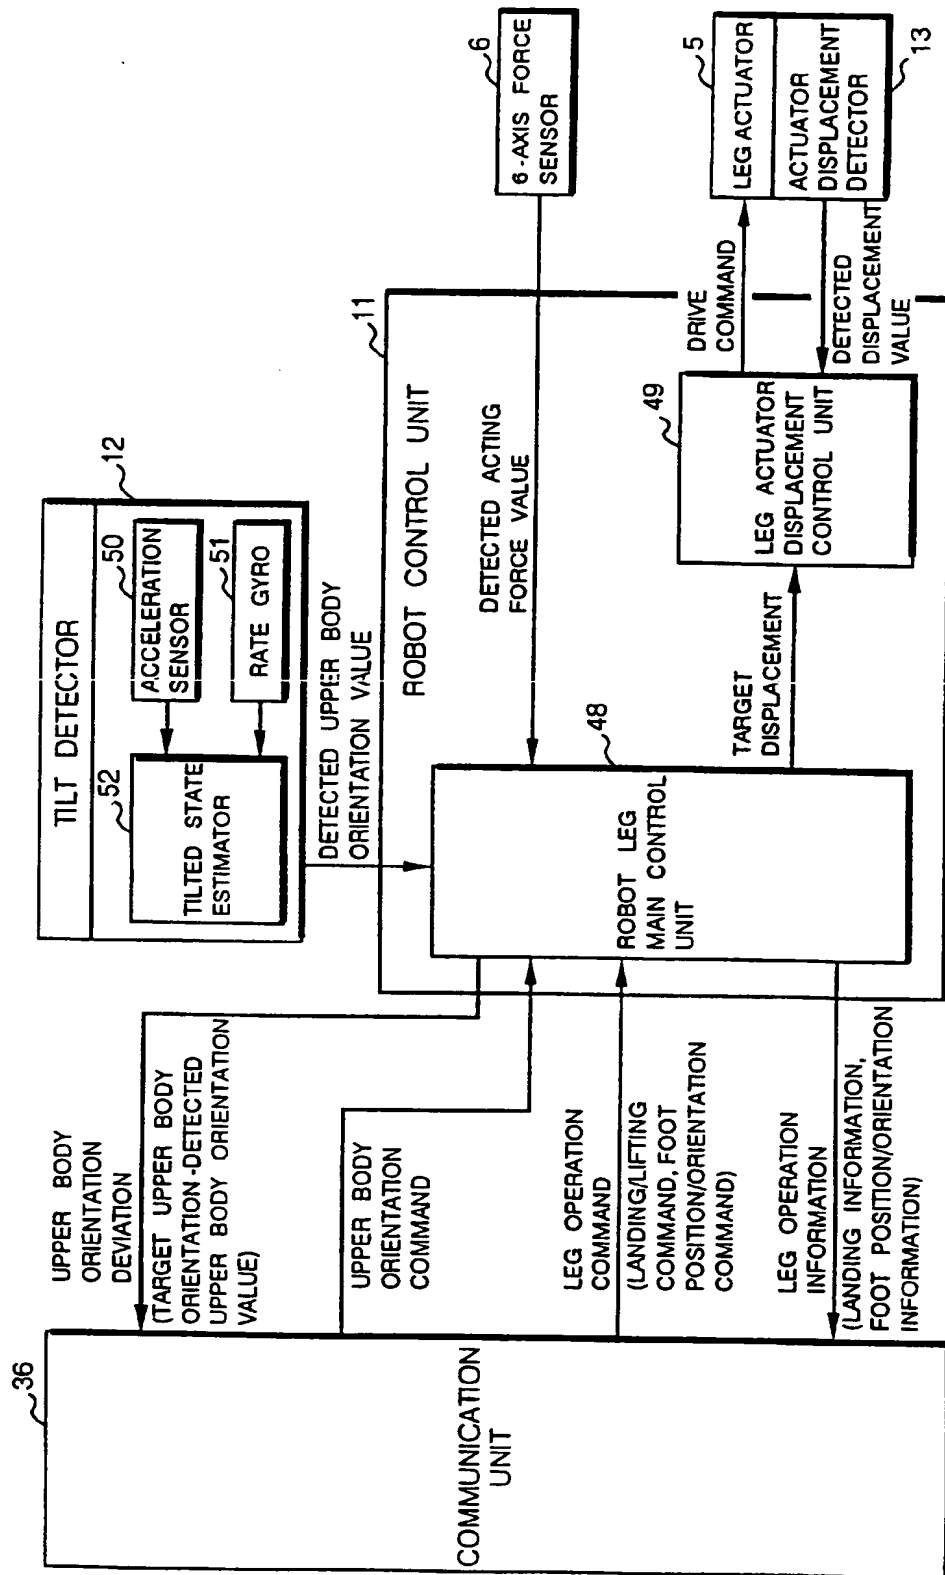 36
COMMUNICATION
UNIT
UPPER BODY
ORIENTATION
DEVIATION
(TARGET UPPER BODY
ORIENTATION-DETECTED
UPPER BODY ORIENTATION
VALUE)
UPPER BODY
ORIENTATION
COMMAND
LEG OPERATION
COMMAND
(LANDING/LIFTING
COMMAND, FOOT
POSITION/ORIENTATION
COMMAND)
LEG OPERATION
INFORMATION
(LANDING INFORMATION,
FOOT POSITION/ORIENTATION
INFORMATION)
TILT DETECTOR
12
52
TILTED STATE
ESTIMATOR
50
ACCELERATION
SENSOR
51
RATE GYRO
DETECTED UPPER BODY
ORIENTATION VALUE
11
ROBOT CONTROL UNIT
48
ROBOT LEG
MAIN CONTROL
UNIT
DETECTED ACTING
FORCE VALUE
TARGET
DISPLACEMENT
49
LEG ACTUATOR
DISPLACEMENT
CONTROL UNIT
DRIVE
COMMAND
DETECTED
DISPLACEMENT
VALUE
6
6-AXIS FORCE
SENSOR
5
LEG ACTUATOR
ACTUATOR
DISPLACEMENT
DETECTOR
13